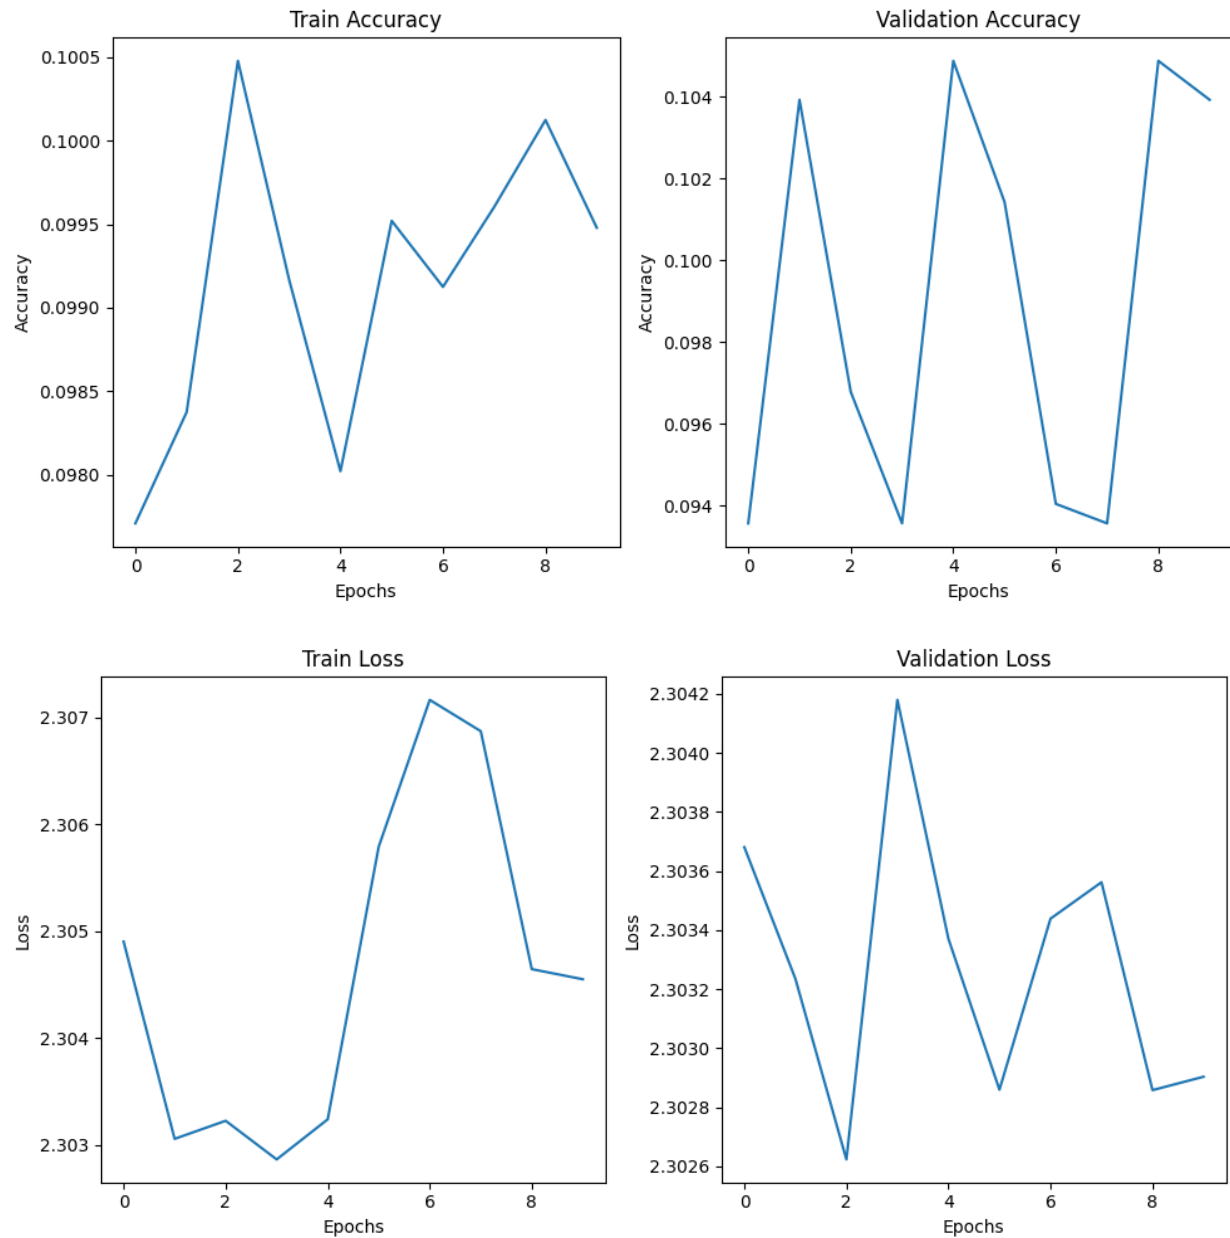 Train Accuracy
0.1005
0.1000
0.0995
0.0990
0.0985
0.0980
Accuracy
0 2 4 6 8
Epochs
Validation Accuracy
0.104
0.102
0.100
0.098
0.096
0.094
Accuracy
0 2 4 6 8
Epochs
Train Loss
2.307
2.306
2.305
2.304
2.303
Loss
0 2 4 6 8
Epochs
Validation Loss
2.3042
2.3040
2.3038
2.3036
2.3034
2.3032
2.3030
2.3028
2.3026
Loss
0 2 4 6 8
Epochs